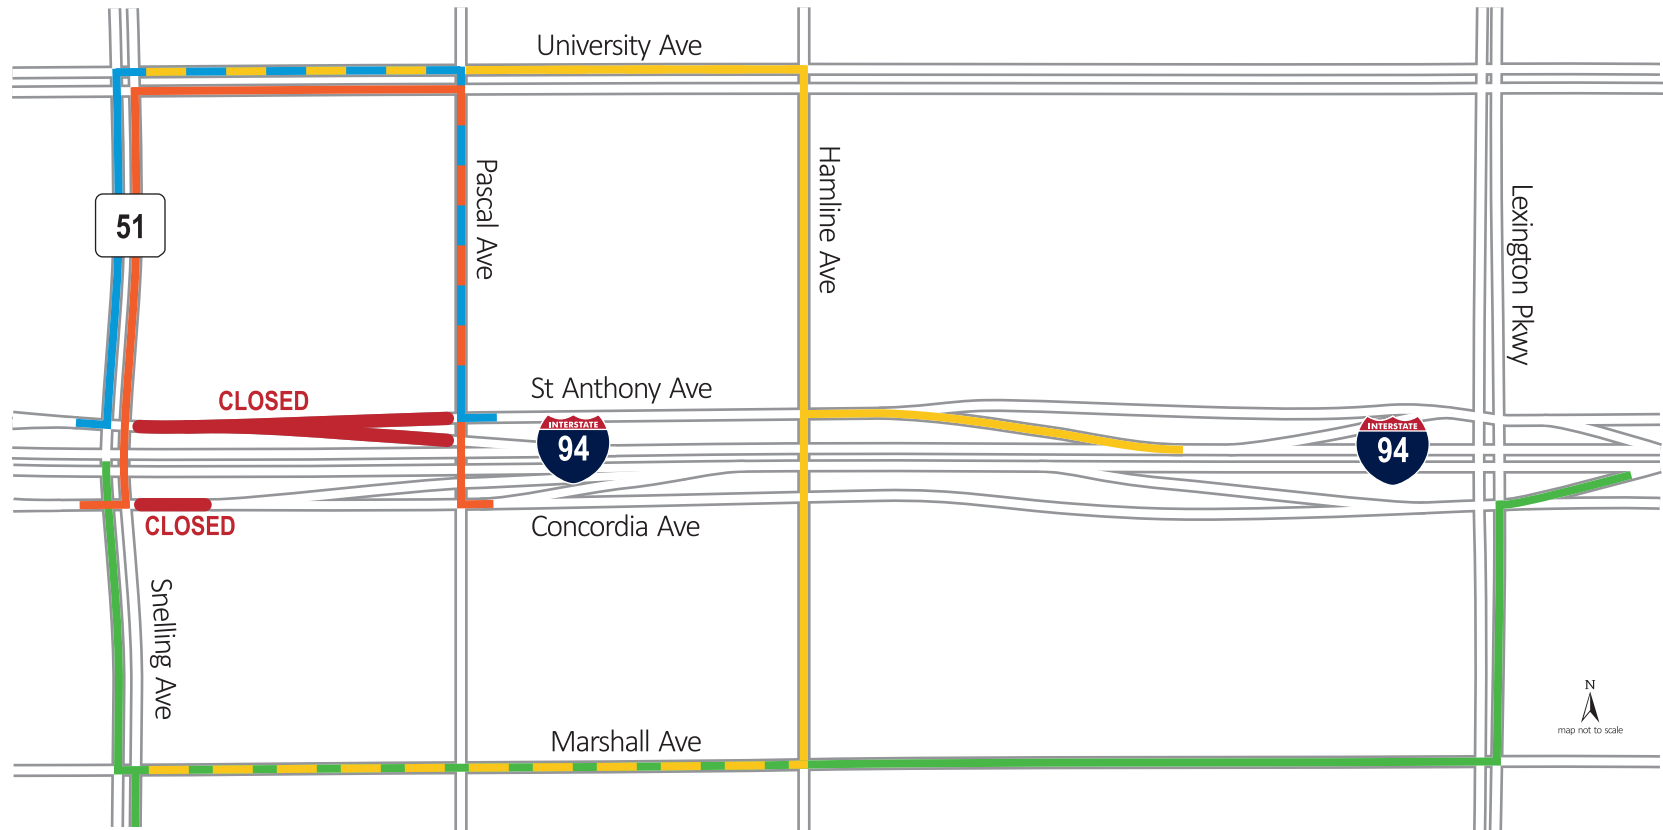 University Ave
Pascal Ave
Hamline Ave
Lexington Pkwy
51
CLOSED
St Anthony Ave
INTERSTATE
94
INTERSTATE
94
CLOSED
Concordia Ave
Snelling Ave
N
map not to scale
Marshall Ave